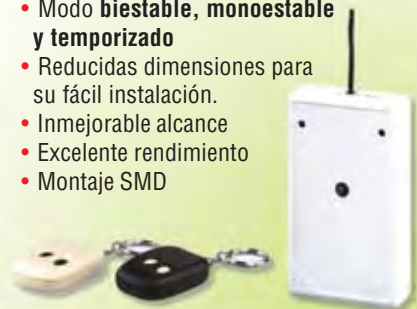 • Modo biestable, monoestable
y temporizado
• Reducidas dimensiones para
su fácil instalación.
• Inmejorable alcance
• Excelente rendimiento
• Montaje SMD